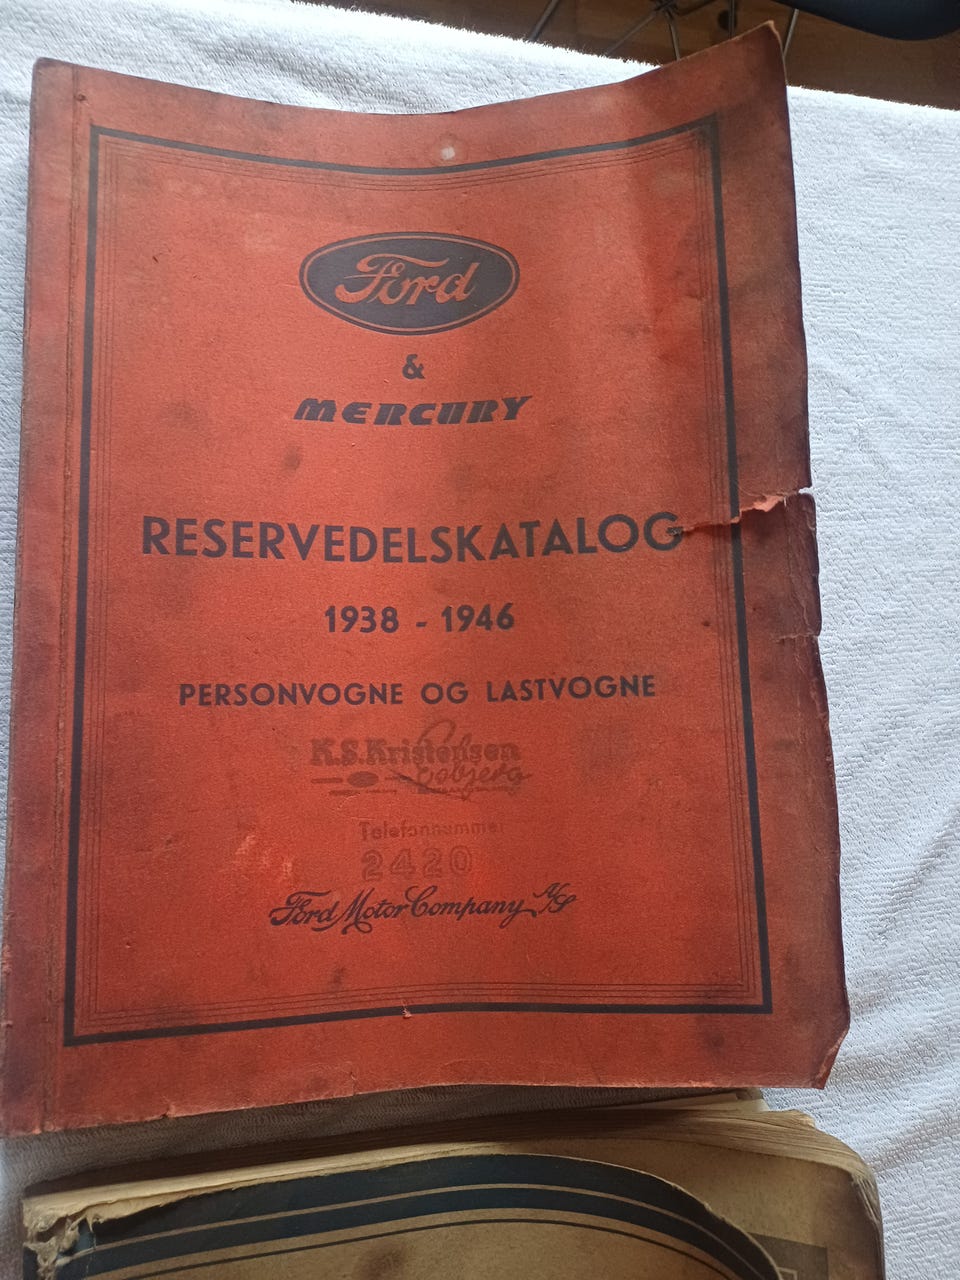 Ford
&
MERCURY
RESERVEDELSKATALOG
1938 - 1946
PERSONVOGNE OG LASTVOGNE
K.S.Kristensen
Telefonnummer
2420
Ford Motor Company A/S